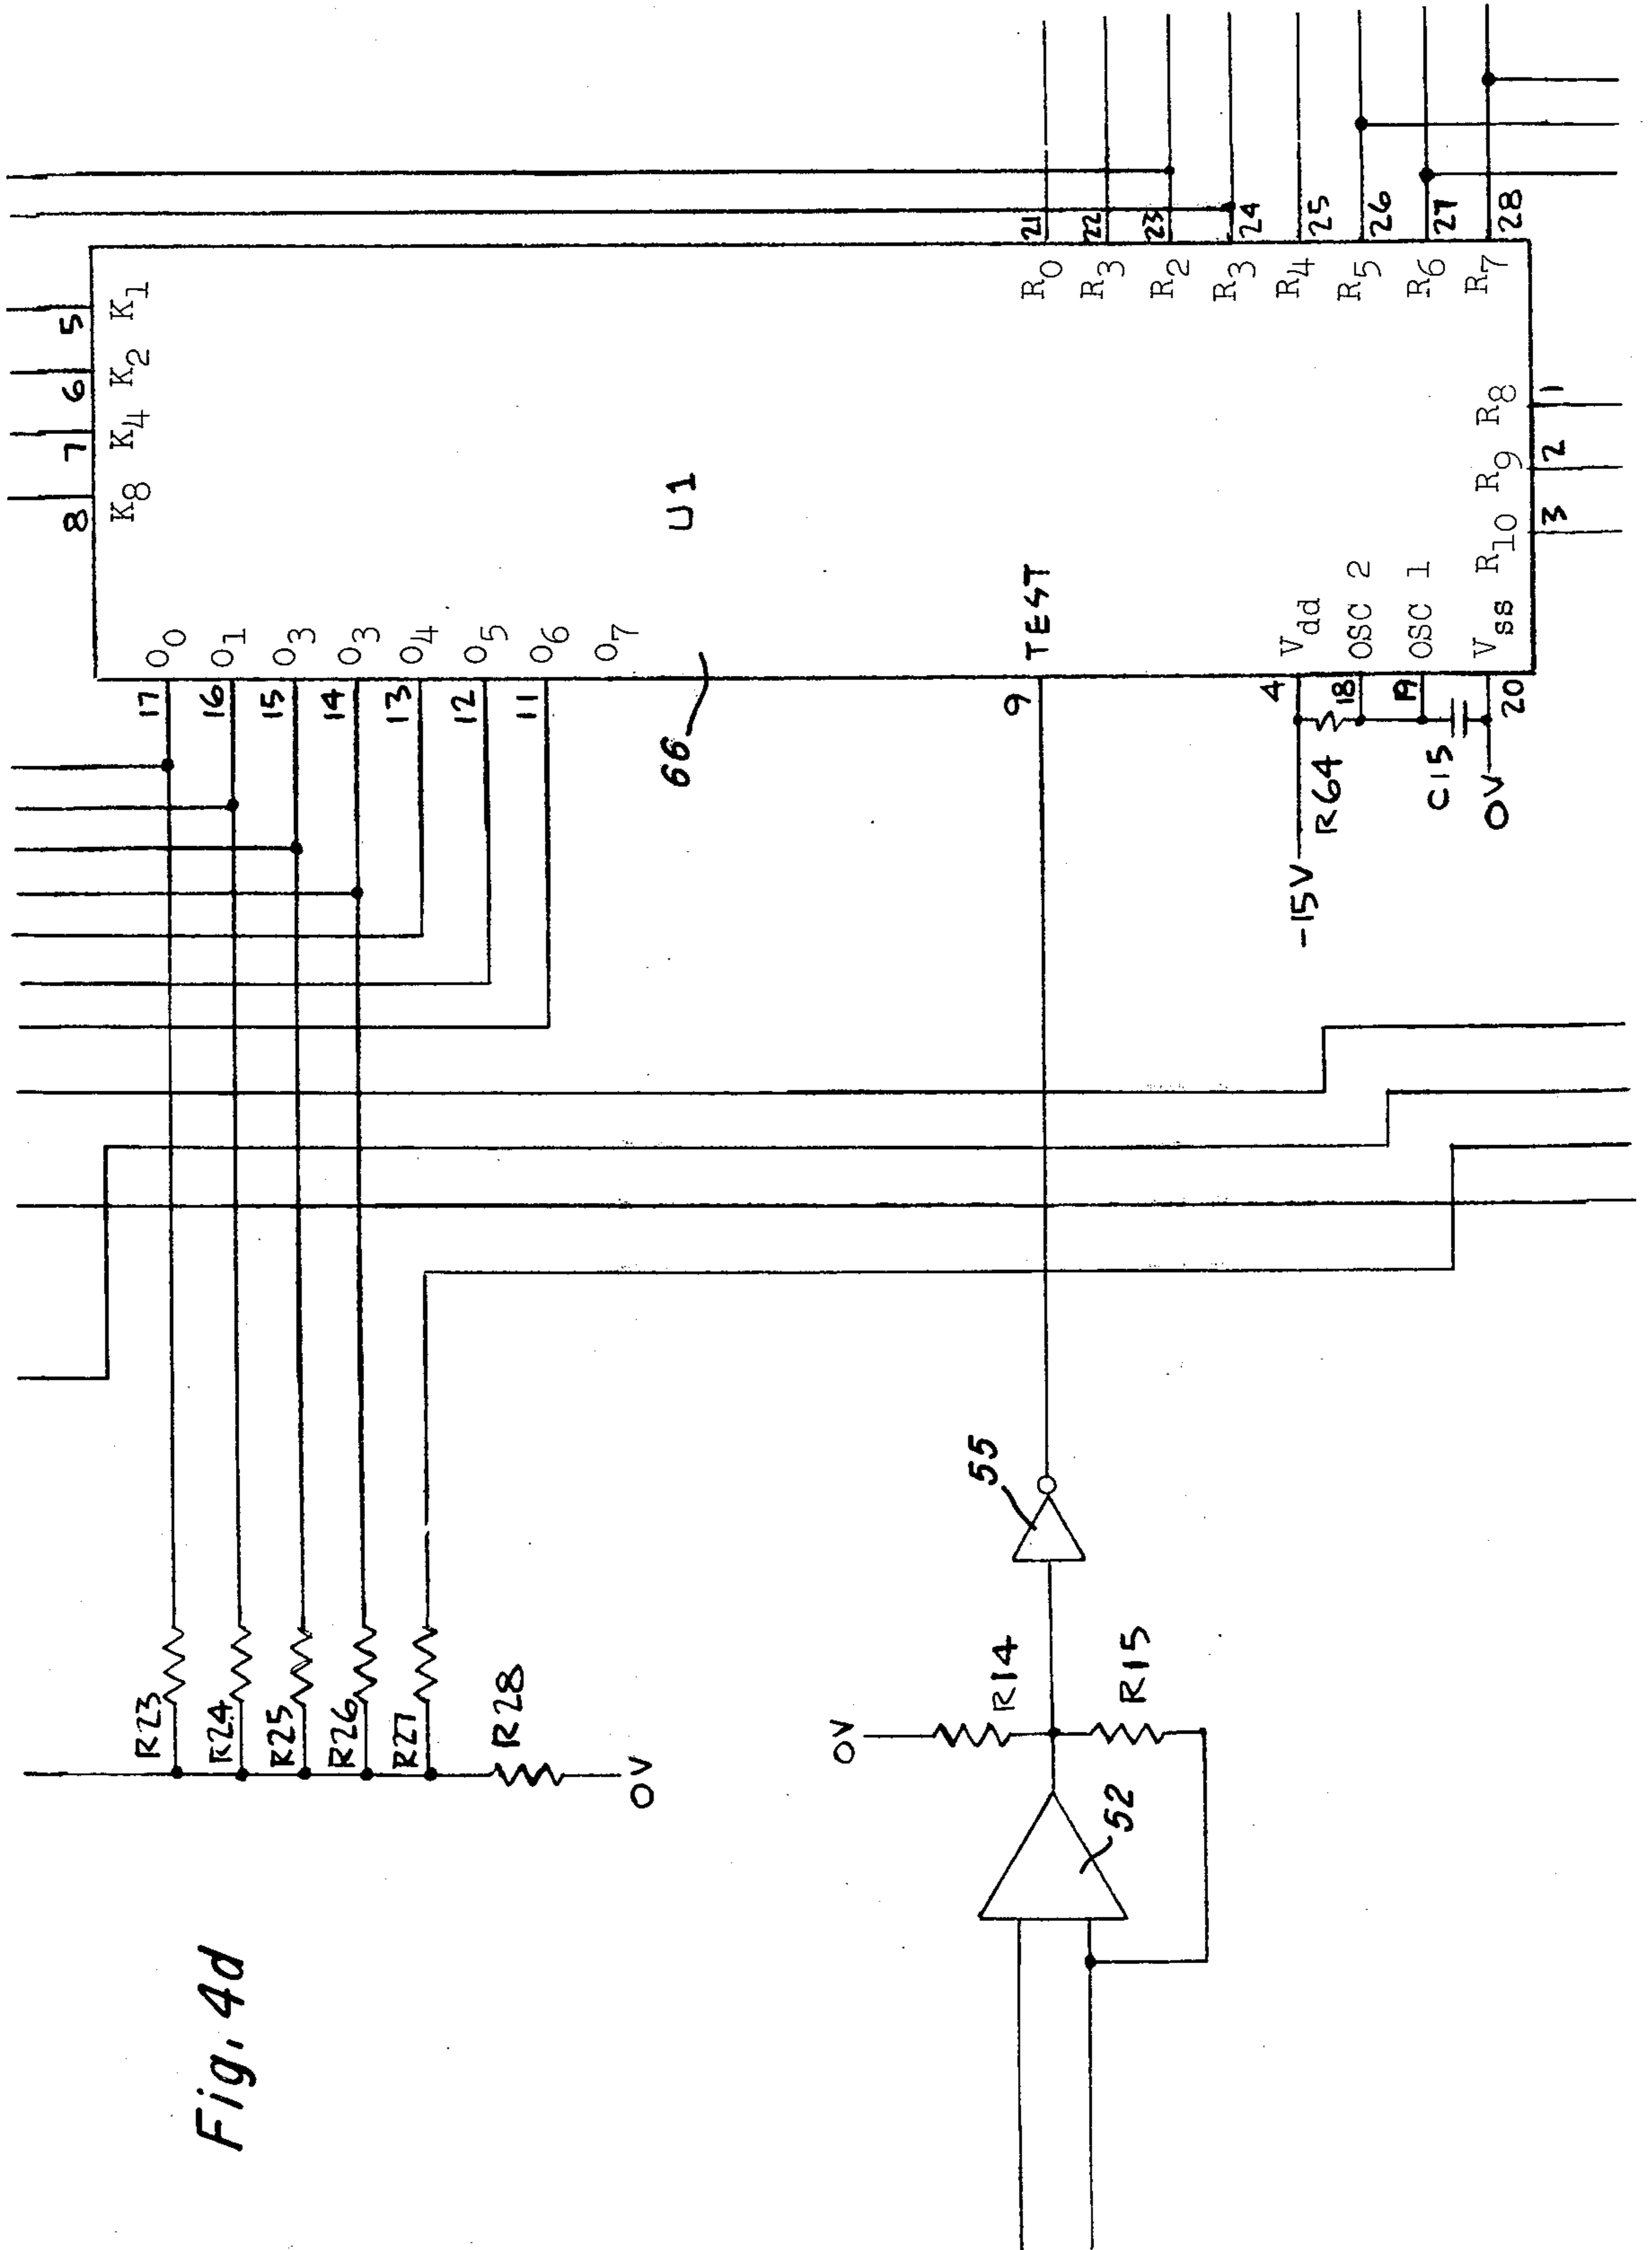 Fig. 4d
R23
R24
R25
R26
R27
R28
0V
0V
R14
R15
52
55
17 O0
16 O1
15 O3
14 O3
13 O4
12 O5
11 O6
O7
66
U1
9 TEST
-15V
R64
C15
0V
4 Vdd
18 OSC 2
19 OSC 1
20 Vss
8 K8
7 K4
6 K2
5 K1
R0 21
R3 22
R2 23
R3 24
R4 25
R5 26
R6 27
R7 28
R10 3
R9 2
R8 1